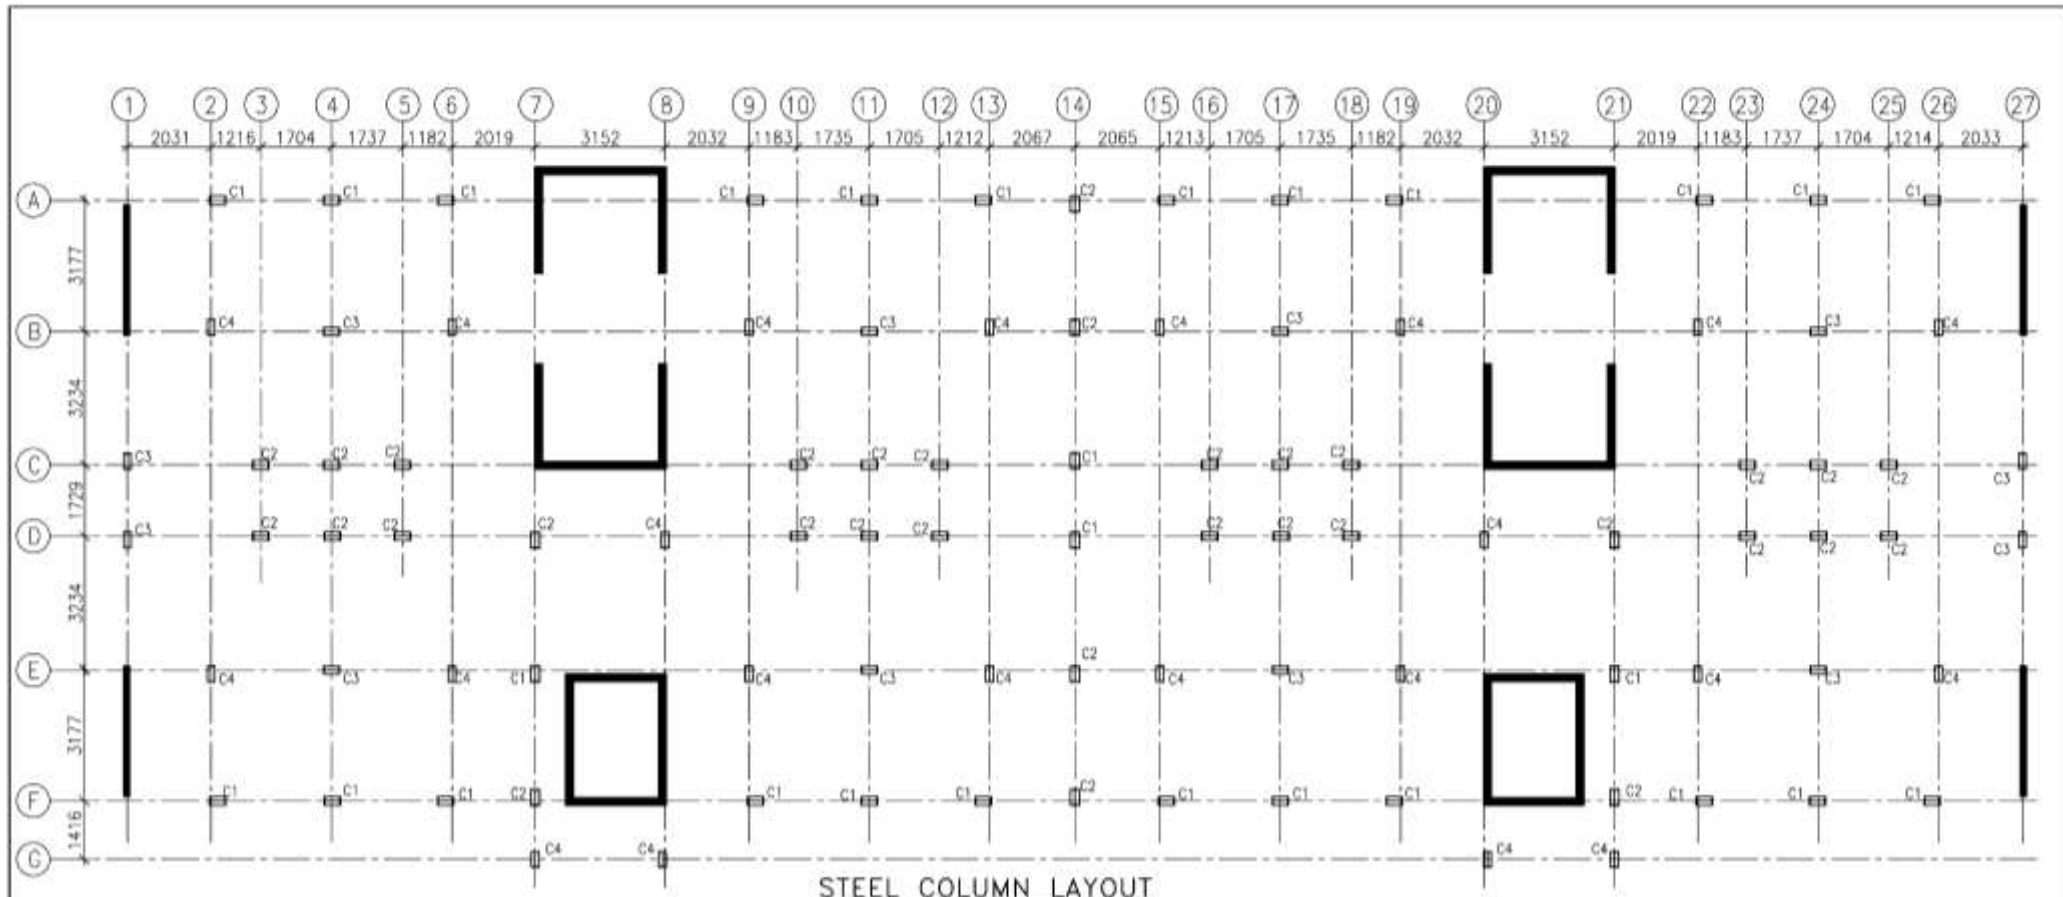 1 2 3 4 5 6 7 8 9 10 11 12 13 14 15 16 17 18 19 20 21 22 23 24 25 26 27
2031 1216 1704 1737 1182 2019 3152 2032 1183 1735 1705 1212 2067 2065 1213 1705 1735 1182 2032 3152 2019 1183 1737 1704 1214 2033
A C1 C1 C1 C1 C1 C1 C2 C1 C1 C1 C1 C1 C1
3177
B C4 C3 C4 C4 C3 C4 C2 C4 C3 C4 C4 C3 C4
3234
C C3 C2 C2 C2 C2 C2 C2 C1 C2 C2 C2 C2 C2 C2 C3
1729
D C3 C2 C2 C2 C2 C4 C2 C2 C2 C1 C2 C2 C2 C4 C2 C2 C2 C2 C3
3234
E C4 C3 C4 C1 C4 C3 C4 C2 C4 C3 C4 C1 C4 C3 C4
3177
F C1 C1 C1 C2 C1 C1 C1 C2 C1 C1 C1 C2 C1 C1 C1
1416
G C4 C4 C4 C4
STEEL COLUMN LAYOUT